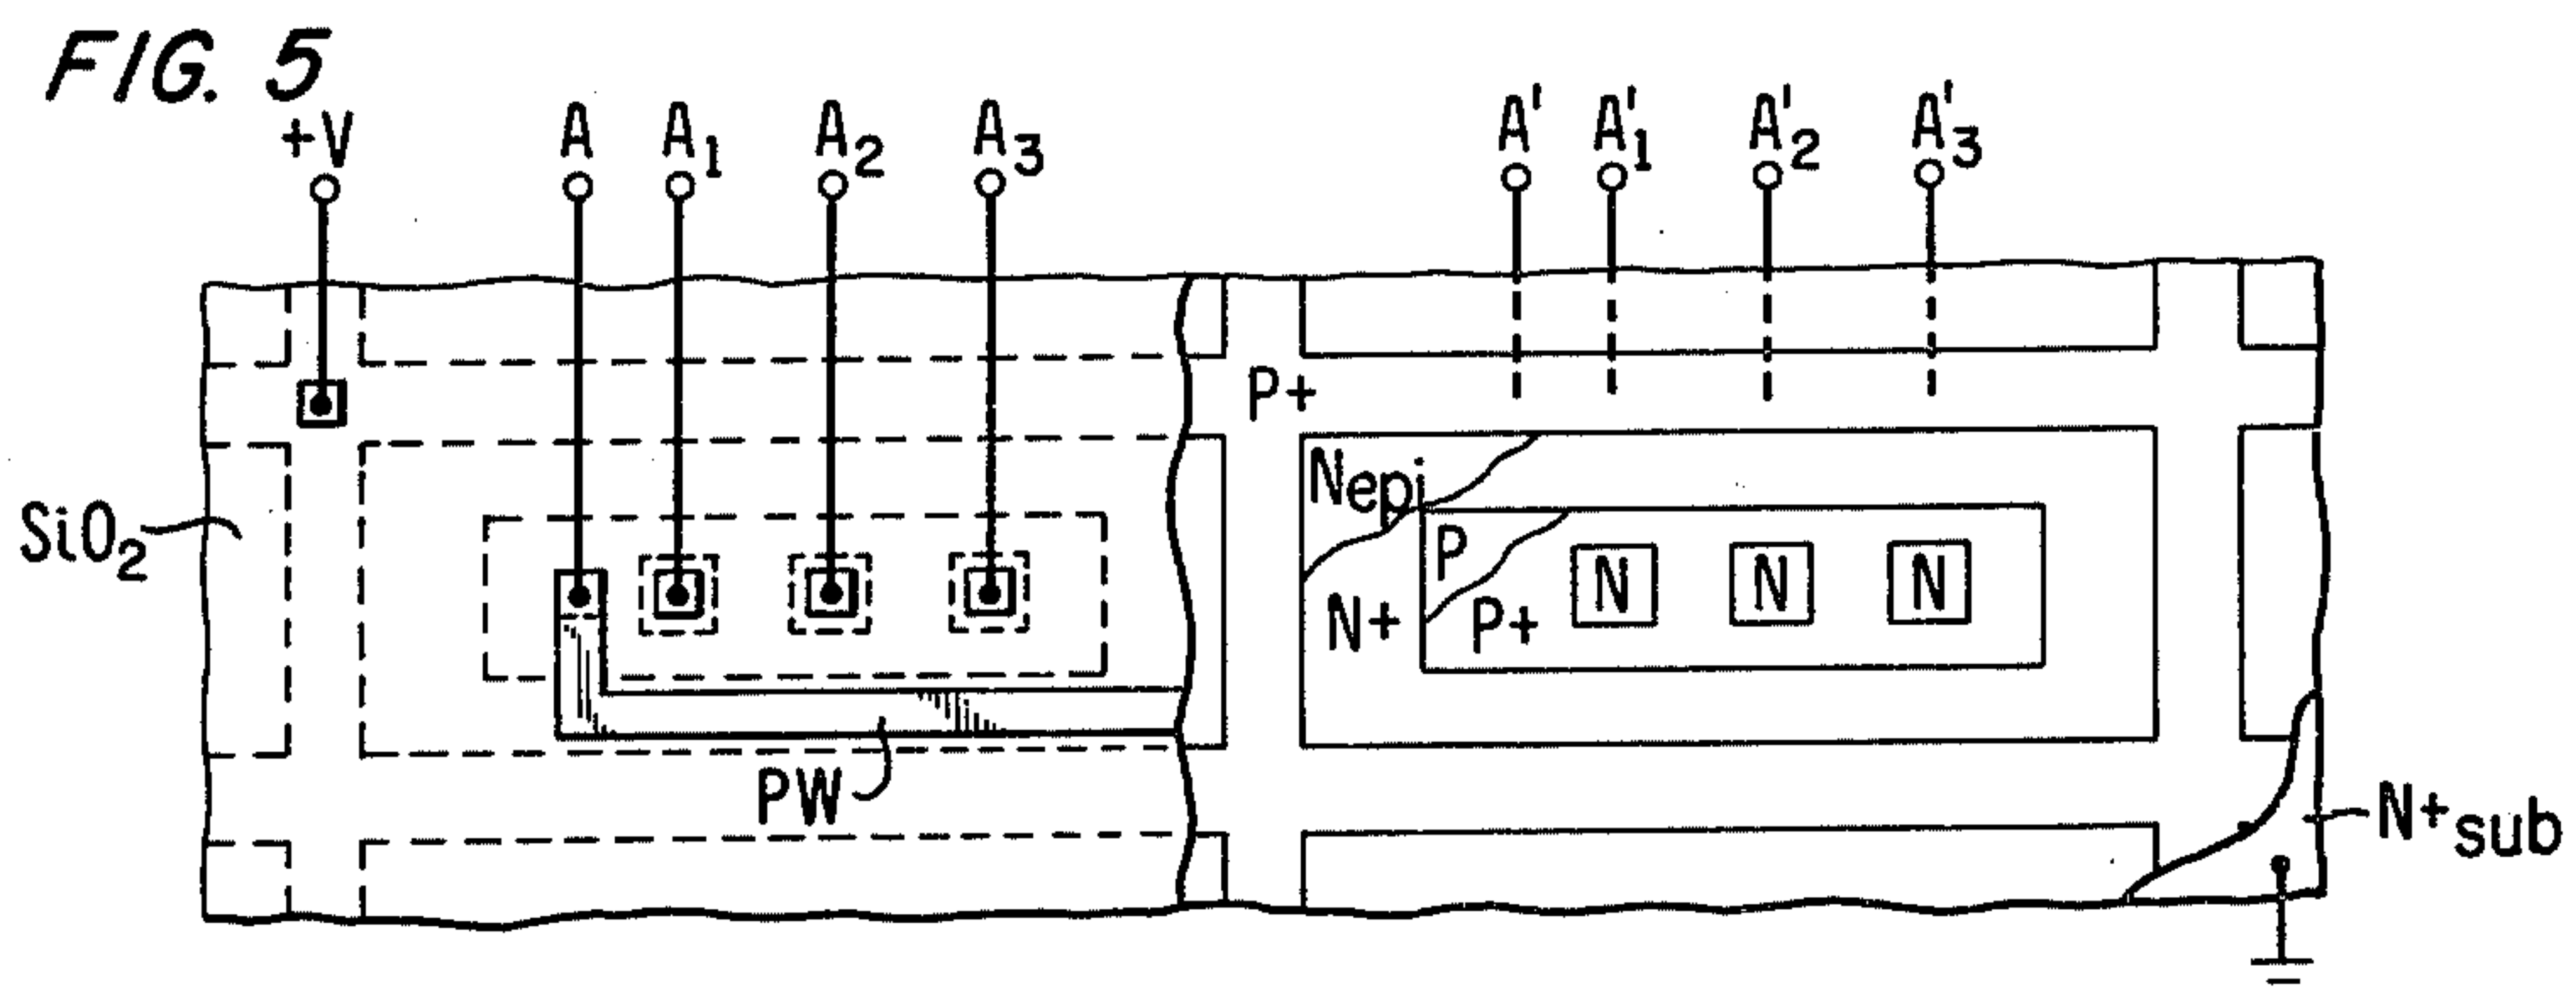 FIG. 5
+V A A₁ A₂ A₃ A' A'₁ A'₂ A'₃
P+
Nepi
SiO₂
P N N N
N+ P+
PW
N+sub